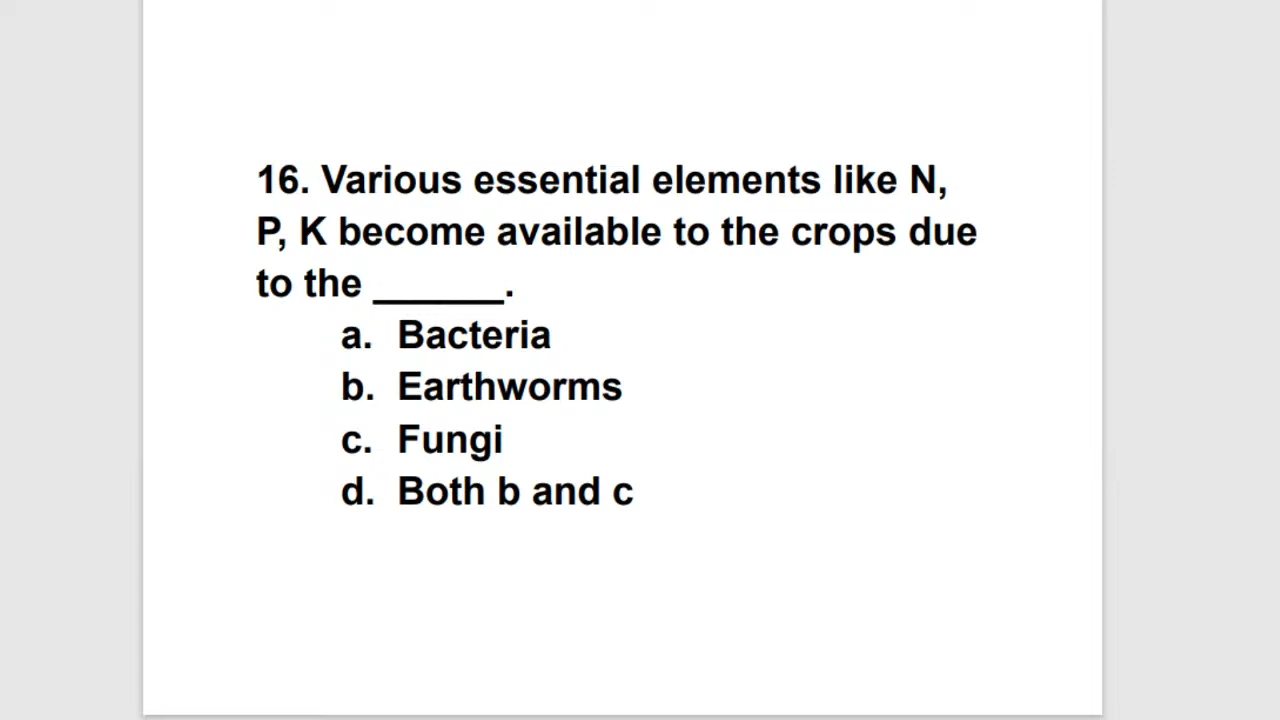 16. Various essential elements like N,
P, K become available to the crops due
to the ______.
a. Bacteria
b. Earthworms
c. Fungi
d. Both b and c